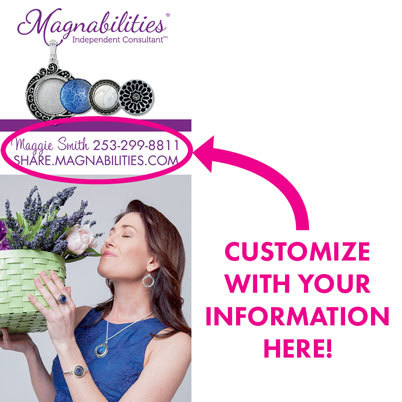 Magnabilities®
Independent Consultant™
Maggie Smith 253-299-8811
SHARE.MAGNABILITIES.COM
CUSTOMIZE
WITH YOUR
INFORMATION
HERE!